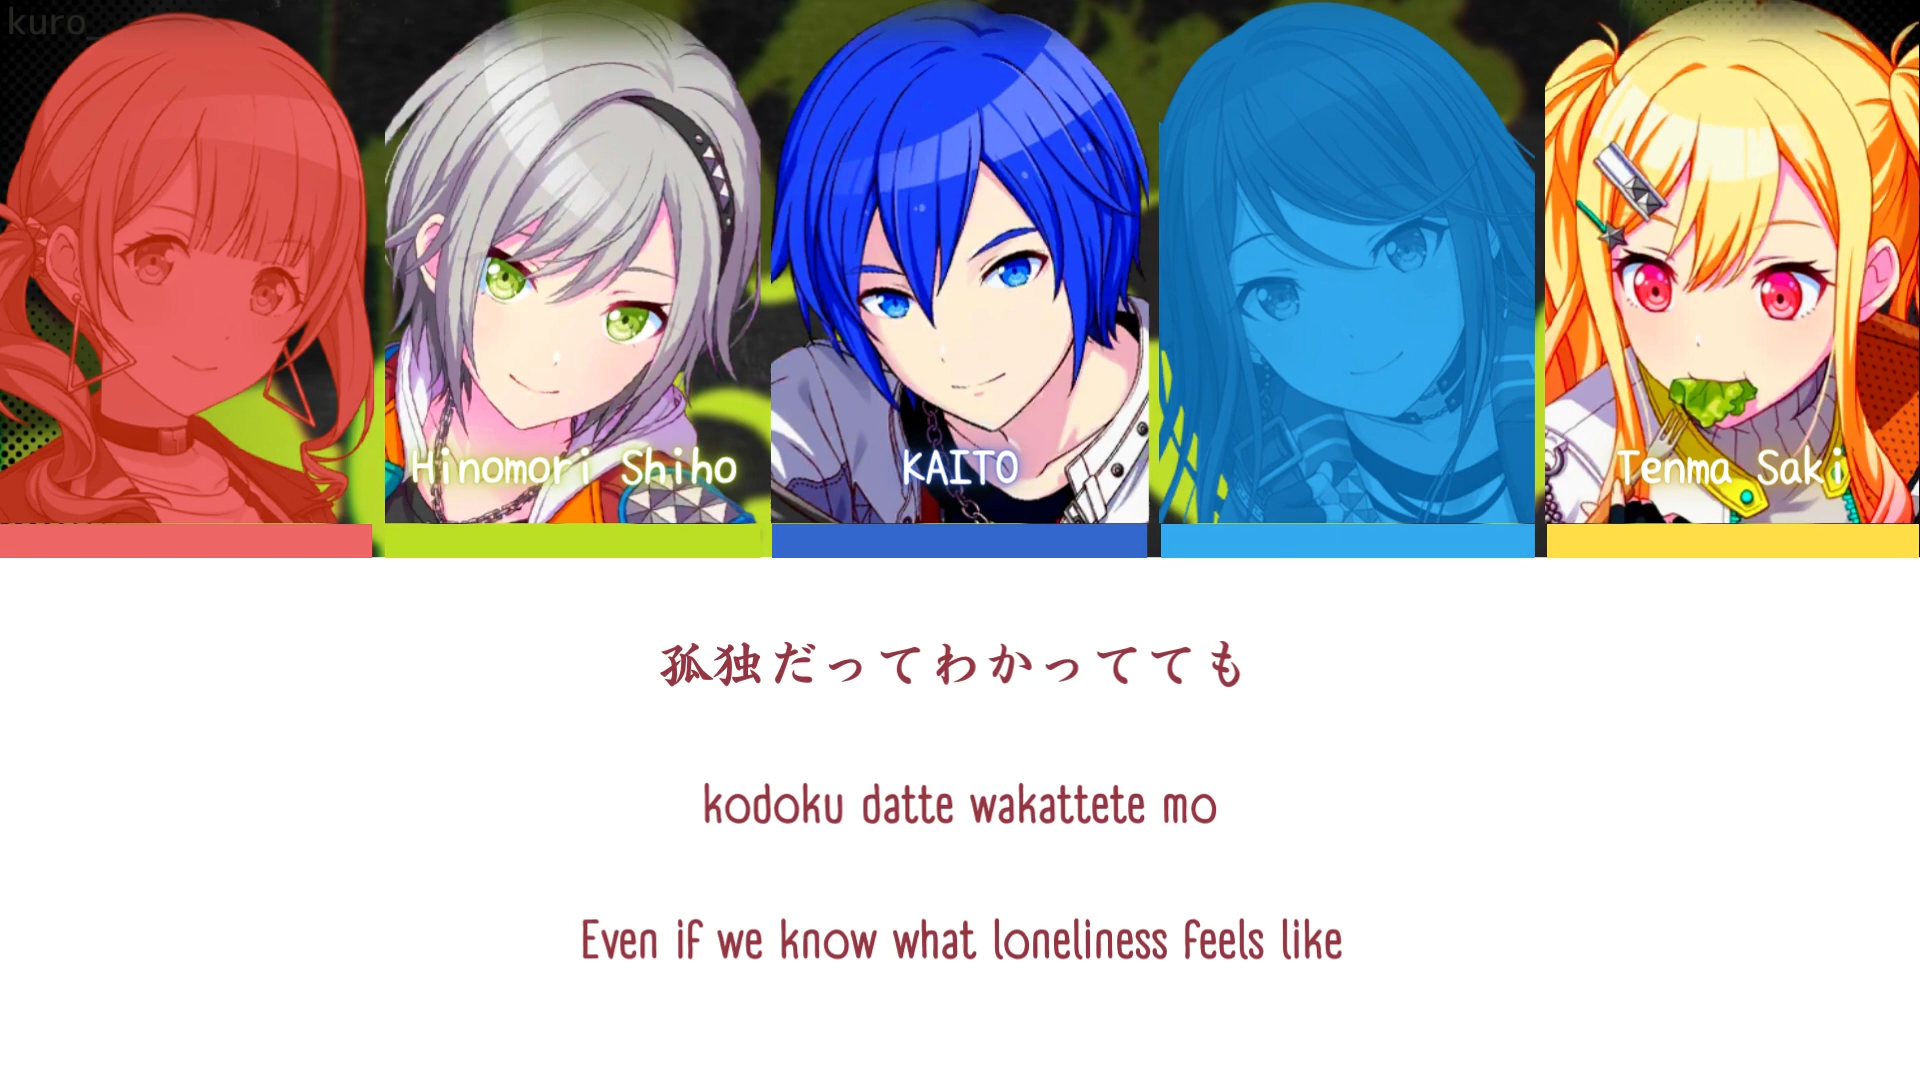 kuro_
Hinomori Shiho
KAITO
Tenma Saki
孤独だってわかってても
kodoku datte wakattete mo
Even if we know what loneliness feels like